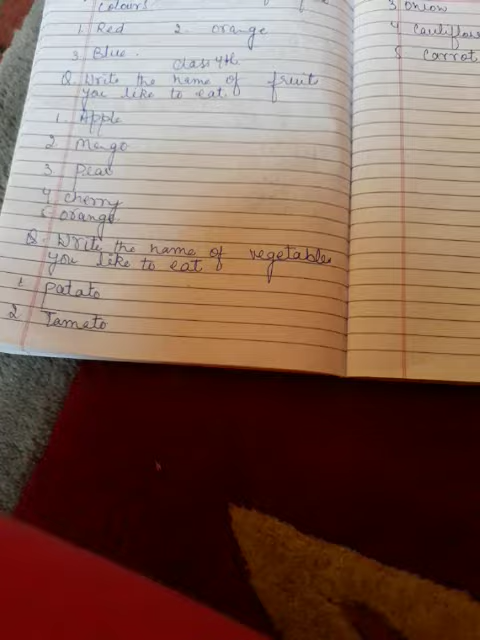 colours
1. Red 2. orange
3. Blue.
class 4th
Q Write the name of fruit
you like to eat.
1. Apple
2. Mango
3 Pear
4 cherry
5 orange.
Q. Write the name of vegetable
you like to eat
1. Patato
2 Tameto
3 onion
4 cauliflow
5 carrot